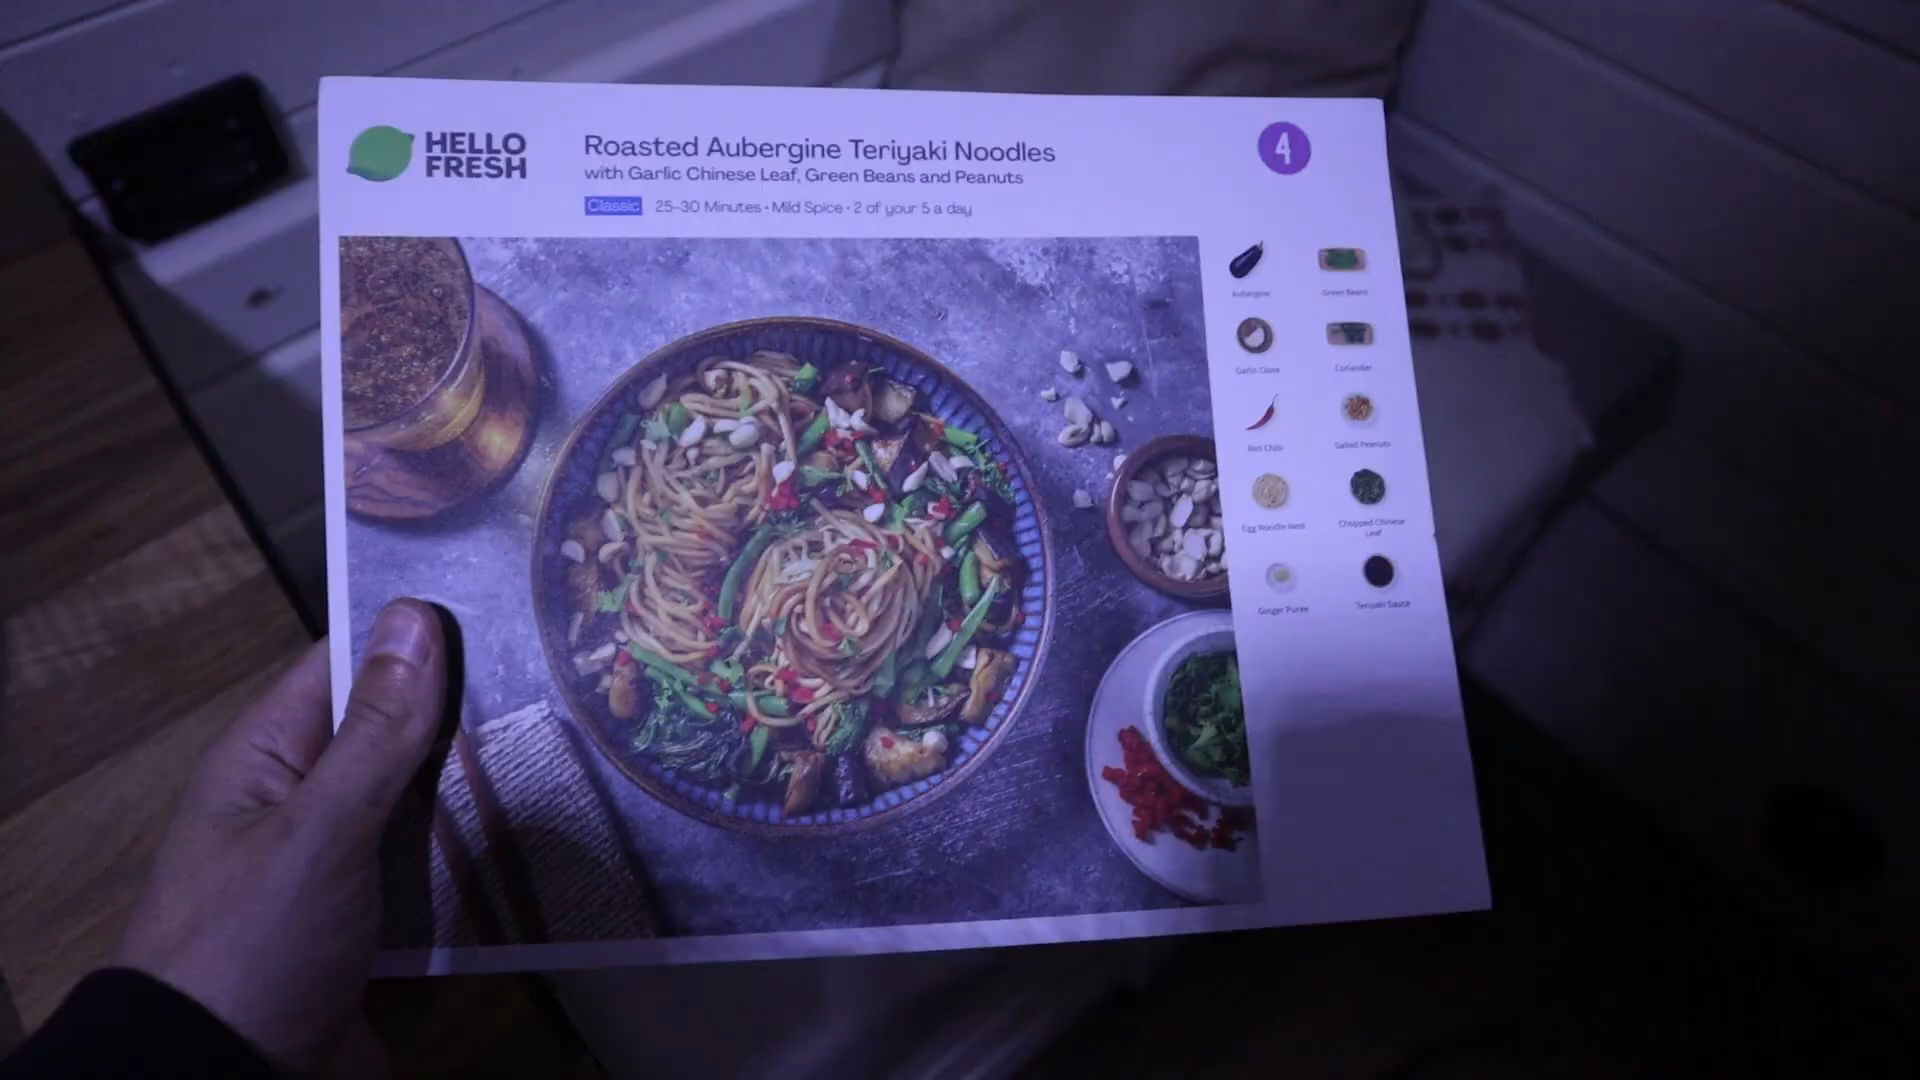 HELLO
FRESH
Roasted Aubergine Teriyaki Noodles
with Garlic Chinese Leaf, Green Beans and Peanuts
Classic 25-30 Minutes • Mild Spice • 2 of your 5 a day
4
Aubergine
Green Beans
Garlic Clove
Coriander
Red Chilli
Salted Peanuts
Egg Noodle Nest
Chopped Chinese
Leaf
Ginger Puree
Teriyaki Sauce